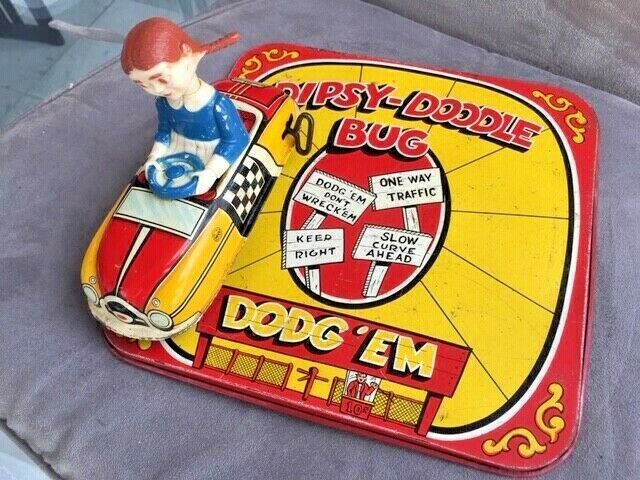 DIPSY-DOODLE
BUG
DODG 'EM
DON'T
WRECK'EM
ONE WAY
TRAFFIC
KEEP
RIGHT
SLOW
CURVE
AHEAD
DODG 'EM
10¢